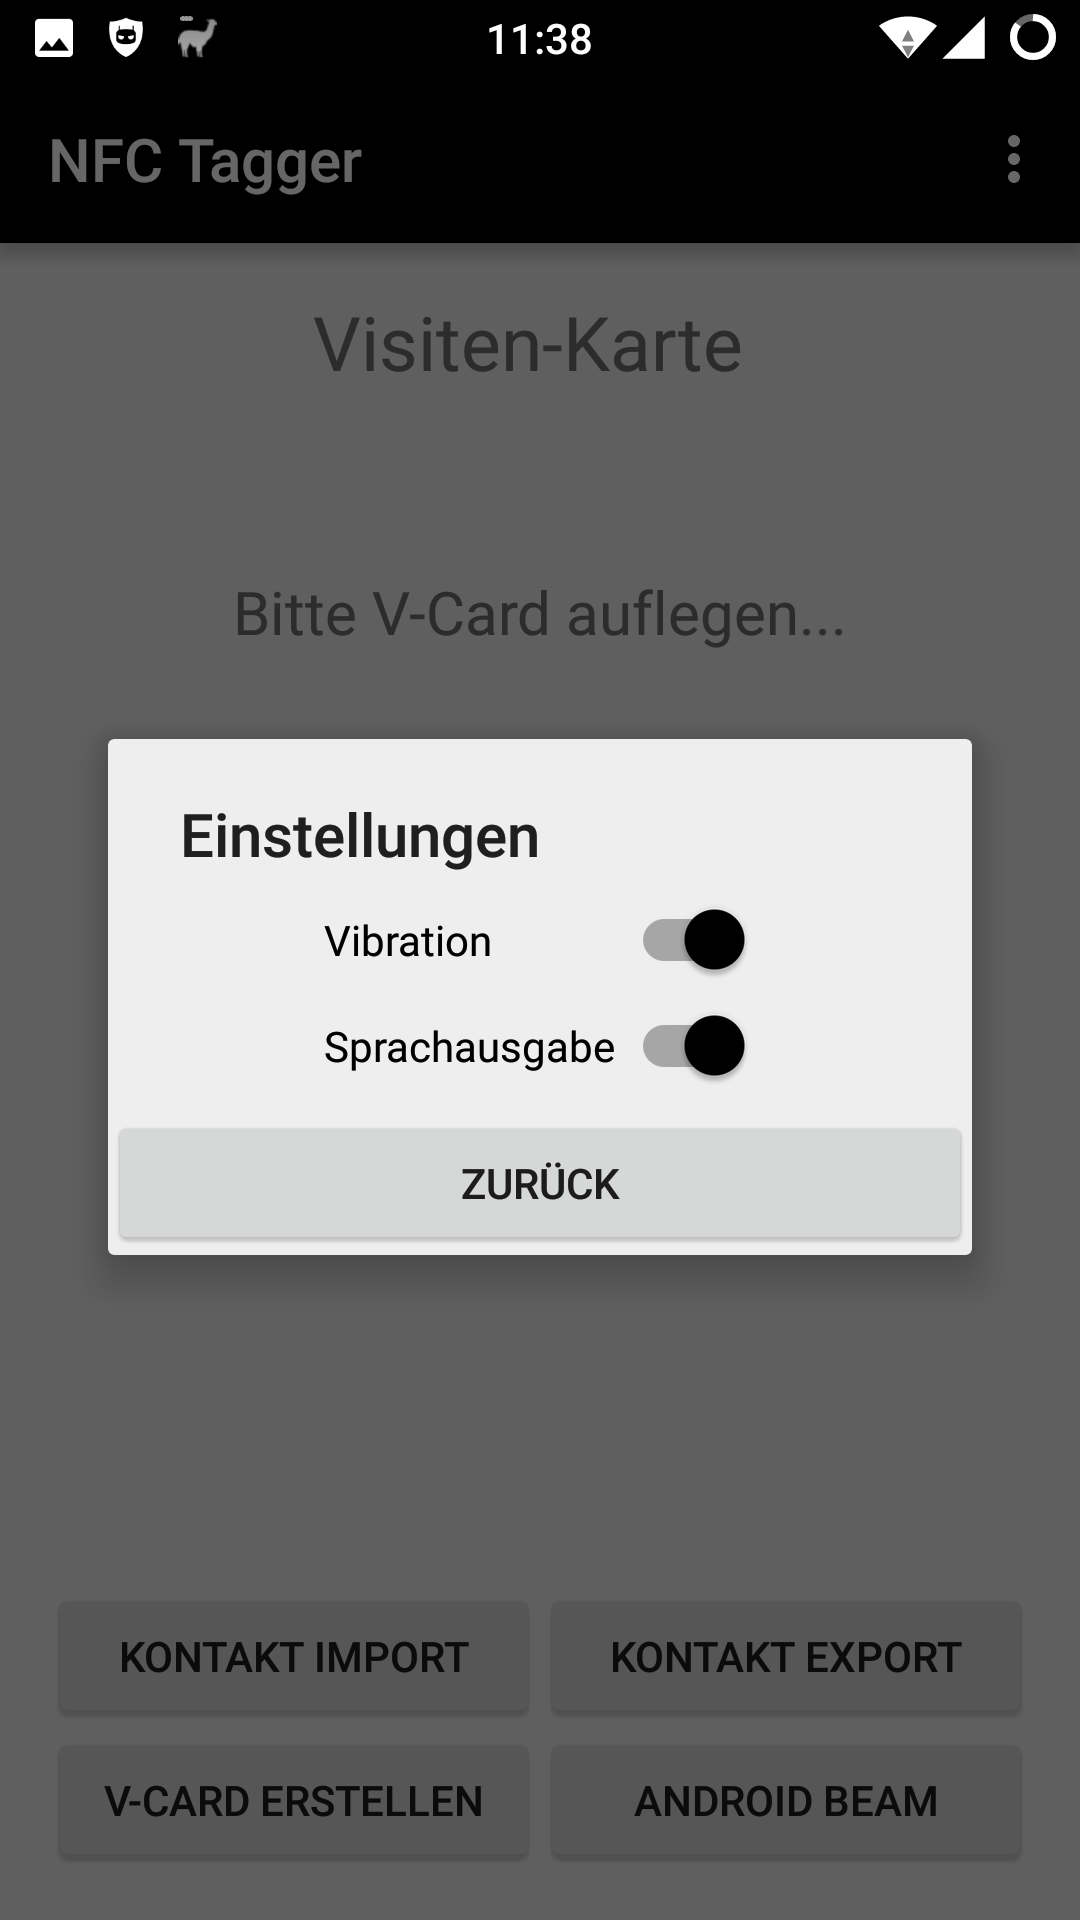 11:38
NFC Tagger
Visiten-Karte
Bitte V-Card auflegen...
Einstellungen
Vibration
Sprachausgabe
ZURÜCK
KONTAKT IMPORT
KONTAKT EXPORT
V-CARD ERSTELLEN
ANDROID BEAM